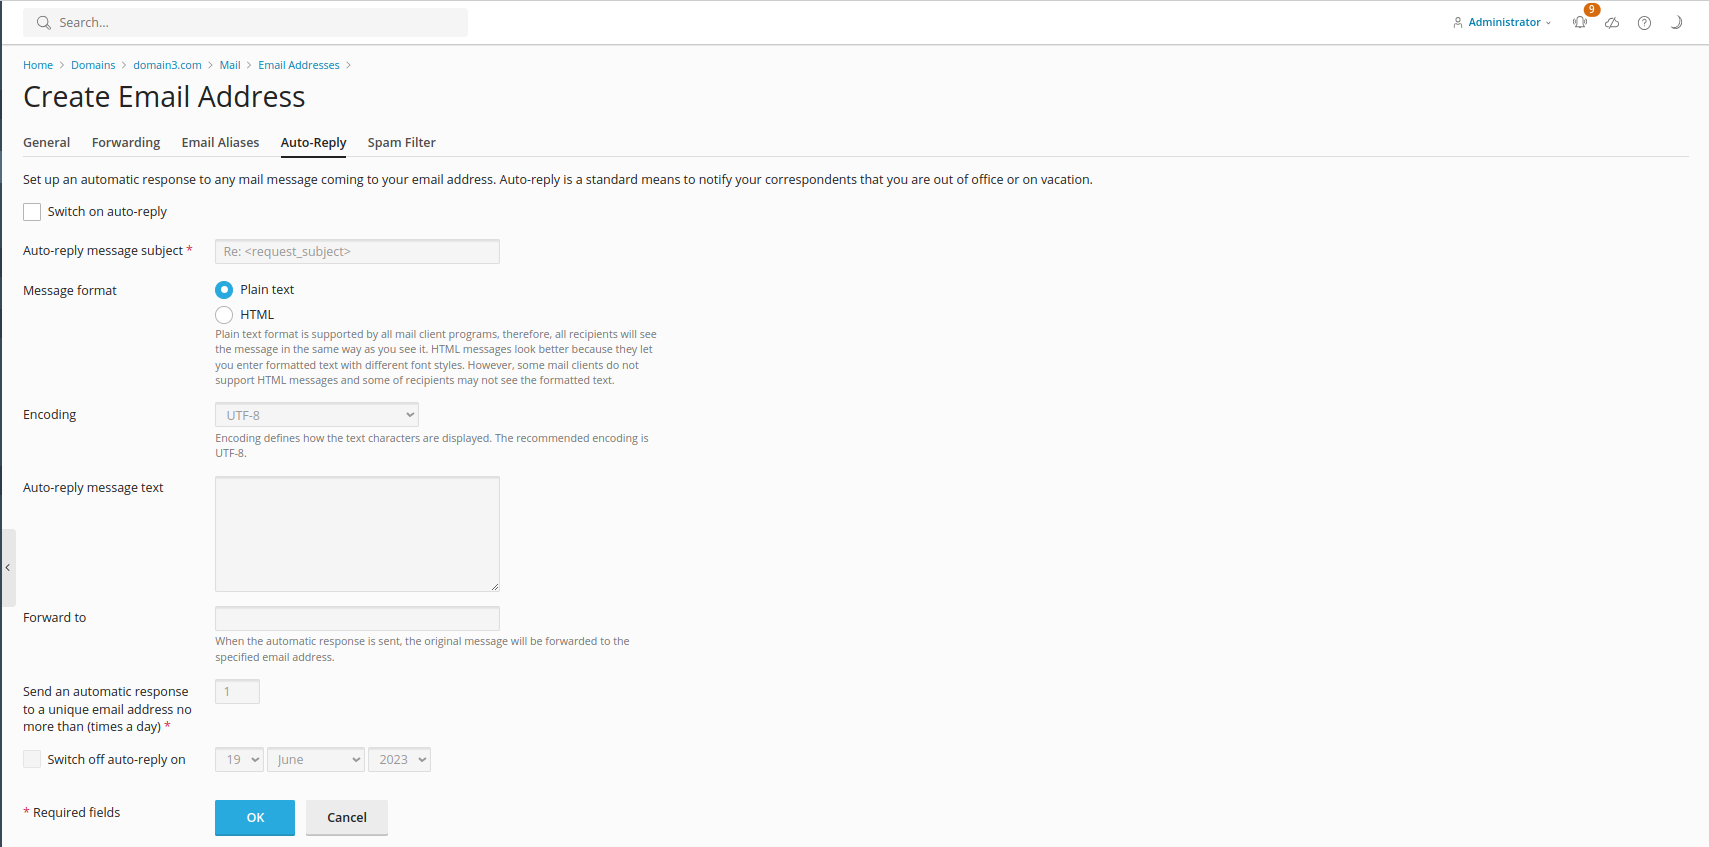 Search...
Administrator
9
Home > Domains > domain3.com > Mail > Email Addresses >
Create Email Address
General Forwarding Email Aliases Auto-Reply Spam Filter
Set up an automatic response to any mail message coming to your email address. Auto-reply is a standard means to notify your correspondents that you are out of office or on vacation.
Switch on auto-reply
Auto-reply message subject *
Re: <request_subject>
Message format
Plain text
HTML
Plain text format is supported by all mail client programs, therefore, all recipients will see
the message in the same way as you see it. HTML messages look better because they let
you enter formatted text with different font styles. However, some mail clients do not
support HTML messages and some of recipients may not see the formatted text.
Encoding
UTF-8
Encoding defines how the text characters are displayed. The recommended encoding is
UTF-8.
Auto-reply message text
Forward to
When the automatic response is sent, the original message will be forwarded to the
specified email address.
Send an automatic response
to a unique email address no
more than (times a day) *
1
Switch off auto-reply on
19 June 2023
* Required fields
OK Cancel